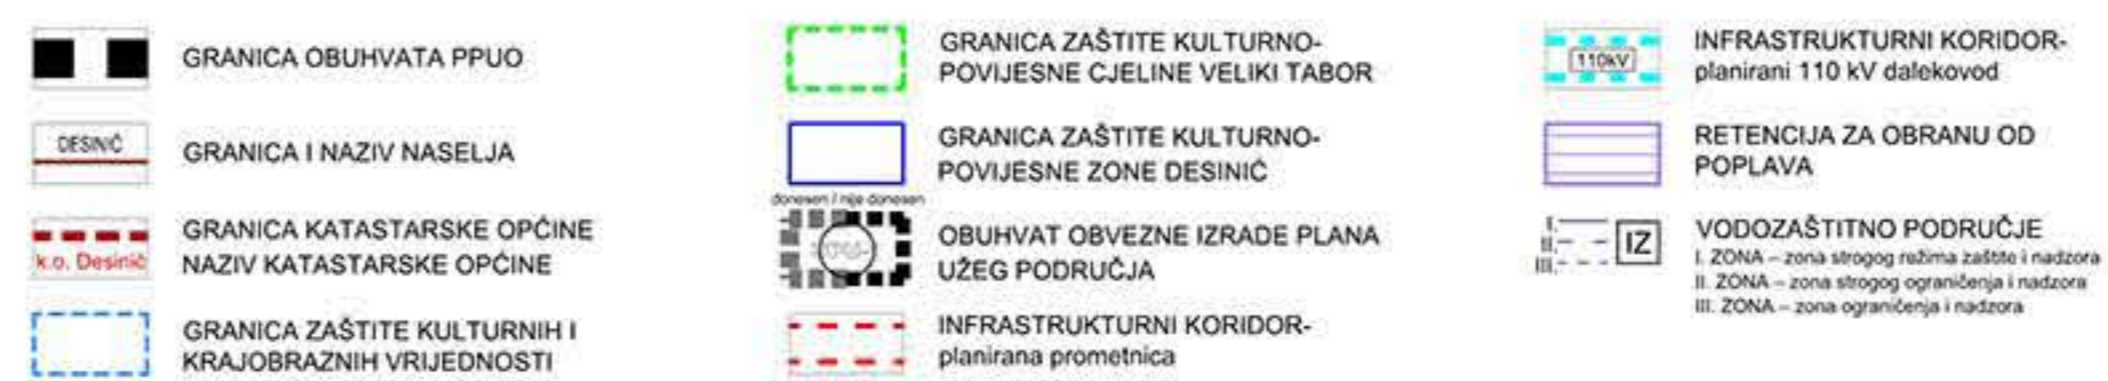 GRANICA OBUHVATA PPUO
DESINIĆ
GRANICA I NAZIV NASELJA
GRANICA KATASTARSKE OPĆINE
k.o. Desinić
NAZIV KATASTARSKE OPĆINE
GRANICA ZAŠTITE KULTURNIH I
KRAJOBRAZNIH VRIJEDNOSTI
GRANICA ZAŠTITE KULTURNO-
POVIJESNE CJELINE VELIKI TABOR
GRANICA ZAŠTITE KULTURNO-
POVIJESNE ZONE DESINIĆ
donesen / nije donesen
OBUHVAT OBVEZNE IZRADE PLANA
UŽEG PODRUČJA
INFRASTRUKTURNI KORIDOR-
planirana prometnica
INFRASTRUKTURNI KORIDOR-
110kV
planirani 110 kV dalekovod
RETENCIJA ZA OBRANU OD
POPLAVA
I.
II.
III.
IZ
VODOZAŠTITNO PODRUČJE
I. ZONA – zona strogog režima zaštite i nadzora
II. ZONA – zona strogog ograničenja i nadzora
III. ZONA – zona ograničenja i nadzora